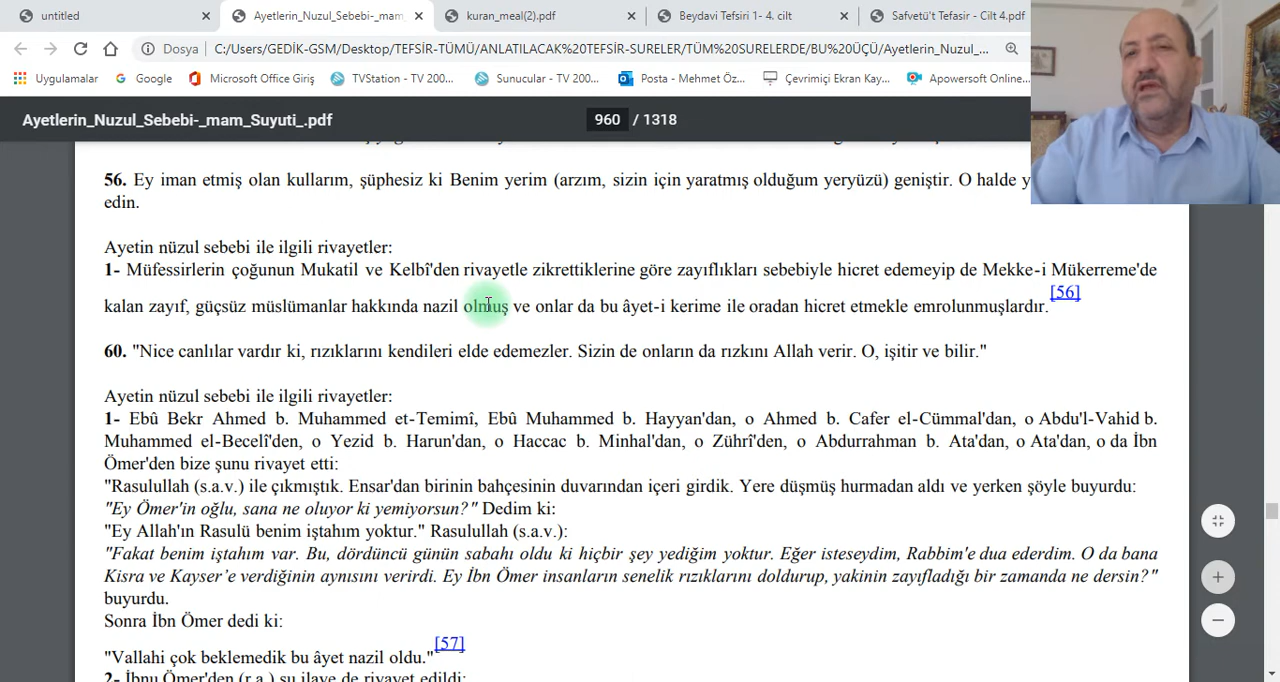 untitled
Ayetlerin_Nuzul_Sebebi-_mam
kuran_meal(2).pdf
Beydavi Tefsiri 1- 4. cilt
Safvetü't Tefasir - Cilt 4.pdf
Dosya C:/Users/GEDİK-GSM/Desktop/TEFSİR-TÜMÜ/ANLATILACAK%20TEFSİR-SURELER/TÜM%20SURELERDE/BU%20ÜÇÜ/Ayetlerin_Nuzul_...
Uygulamalar Google Microsoft Office Giriş TVStation - TV 200... Sunucular - TV 200... Posta - Mehmet Öz... Çevrimiçi Ekran Kay... Apowersoft Online...
Ayetlerin_Nuzul_Sebebi-_mam_Suyuti_.pdf 960 / 1318
56. Ey iman etmiş olan kullarım, şüphesiz ki Benim yerim (arzım, sizin için yaratmış olduğum yeryüzü) geniştir. O halde
edin.
Ayetin nüzul sebebi ile ilgili rivayetler:
1- Müfessirlerin çoğunun Mukatil ve Kelbî'den rivayetle zikrettiklerine göre zayıflıkları sebebiyle hicret edemeyip de Mekke-i Mükerreme'de
kalan zayıf, güçsüz müslümanlar hakkında nazil olmuş ve onlar da bu âyet-i kerime ile oradan hicret etmekle emrolunmuşlardır.[56]
60. "Nice canlılar vardır ki, rızıklarını kendileri elde edemezler. Sizin de onların da rızkını Allah verir. O, işitir ve bilir."
Ayetin nüzul sebebi ile ilgili rivayetler:
1- Ebû Bekr Ahmed b. Muhammed et-Temimî, Ebû Muhammed b. Hayyan'dan, o Ahmed b. Cafer el-Cümmal'dan, o Abdu'l-Vahid b.
Muhammed el-Becelî'den, o Yezid b. Harun'dan, o Haccac b. Minhal'dan, o Zührî'den, o Abdurrahman b. Ata'dan, o Ata'dan, o da İbn
Ömer'den bize şunu rivayet etti:
"Rasulullah (s.a.v.) ile çıkmıştık. Ensar'dan birinin bahçesinin duvarından içeri girdik. Yere düşmüş hurmadan aldı ve yerken şöyle buyurdu:
"Ey Ömer'in oğlu, sana ne oluyor ki yemiyorsun?" Dedim ki:
"Ey Allah'ın Rasulü benim iştahım yoktur." Rasulullah (s.a.v.):
"Fakat benim iştahım var. Bu, dördüncü günün sabahı oldu ki hiçbir şey yediğim yoktur. Eğer isteseydim, Rabbim'e dua ederdim. O da bana
Kisra ve Kayser'e verdiğinin aynısını verirdi. Ey İbn Ömer insanların senelik rızıklarını doldurup, yakinin zayıfladığı bir zamanda ne dersin?"
buyurdu.
Sonra İbn Ömer dedi ki:
"Vallahi çok beklemedik bu âyet nazil oldu."[57]
2- İbnu Ömer'den (r.a.) şu ilave de rivayet edildi: